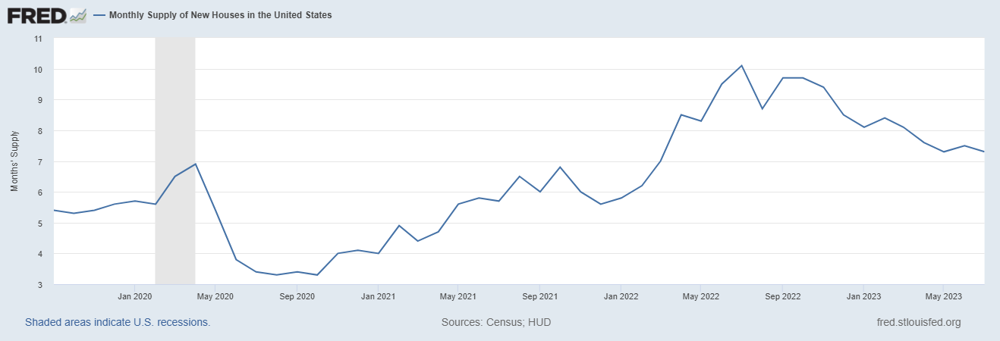 FRED
Monthly Supply of New Houses in the United States
Months' Supply
11
10
9
8
7
6
5
4
3
Jan 2020 May 2020 Sep 2020 Jan 2021 May 2021 Sep 2021 Jan 2022 May 2022 Sep 2022 Jan 2023 May 2023
Shaded areas indicate U.S. recessions. Sources: Census; HUD fred.stlouisfed.org